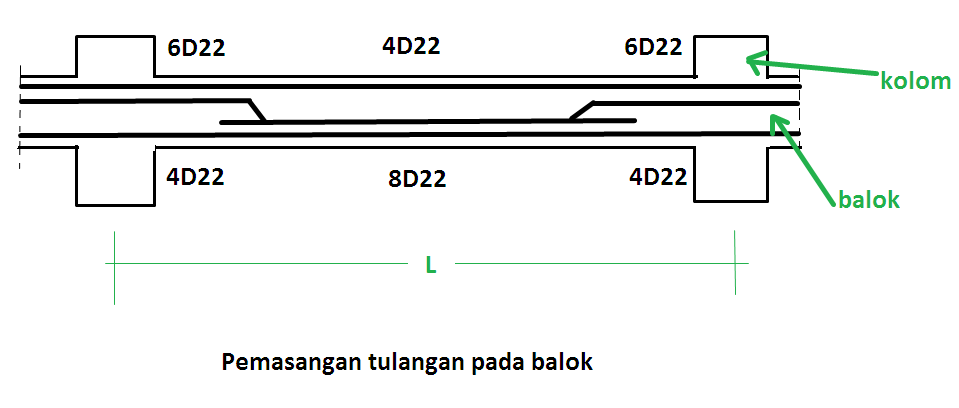 6D22 4D22 6D22
kolom
4D22 8D22 4D22
balok
L
Pemasangan tulangan pada balok